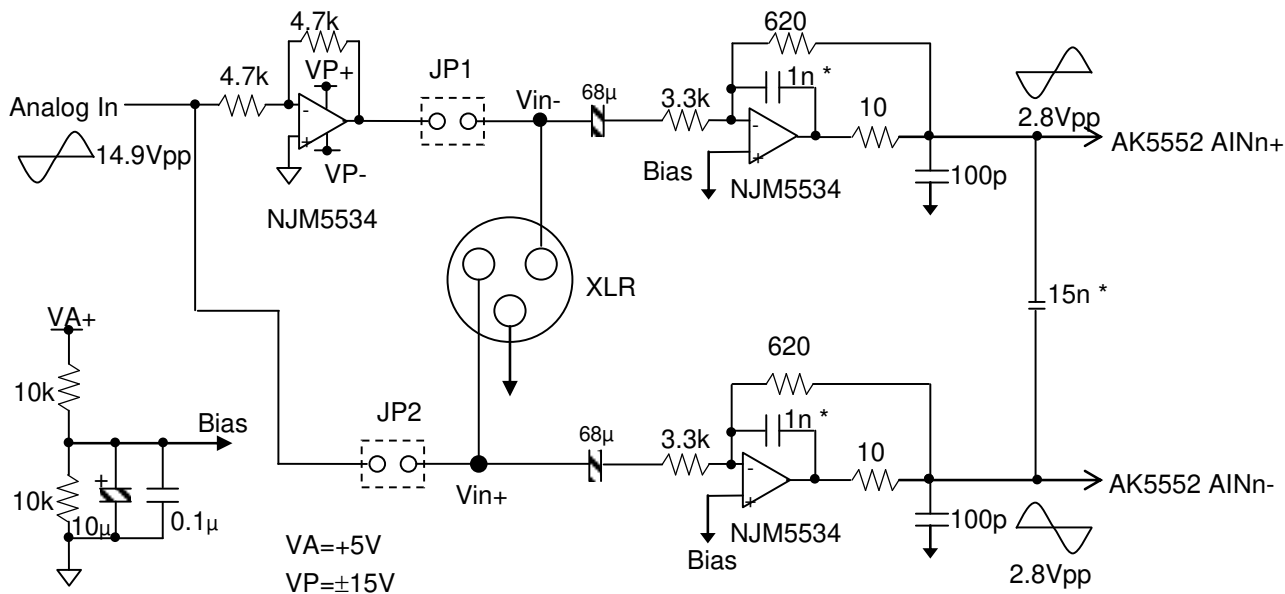 4.7k
VP+
4.7k
JP1
Vin-
68µ
3.3k
620
1n *
10
2.8Vpp
Analog In
14.9Vpp
-
+
VP-
NJM5534
-
+
Bias
NJM5534
100p
AK5552 AINn+
XLR
15n *
VA+
10k
Bias
10k
+
10µ
0.1µ
JP2
Vin+
68µ
3.3k
620
1n *
10
-
+
Bias
NJM5534
100p
AK5552 AINn-
2.8Vpp
VA=+5V
VP=±15V